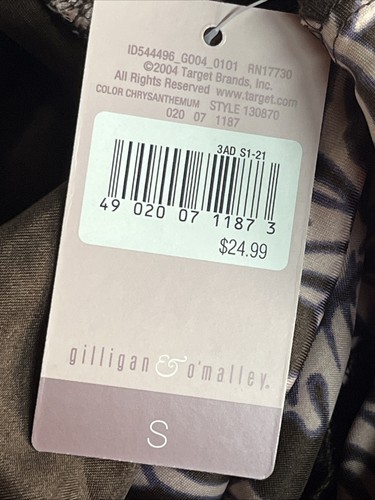 ID544496_G004_0101 RN17730
©2004 Target Brands, Inc.
All Rights Reserved www.target.com
COLOR CHRYSANTHEMUM STYLE 130670
020 07 1187
3AD S1-21
49 020 07 1187 3
$24.99
gilligan & o'malley®
S